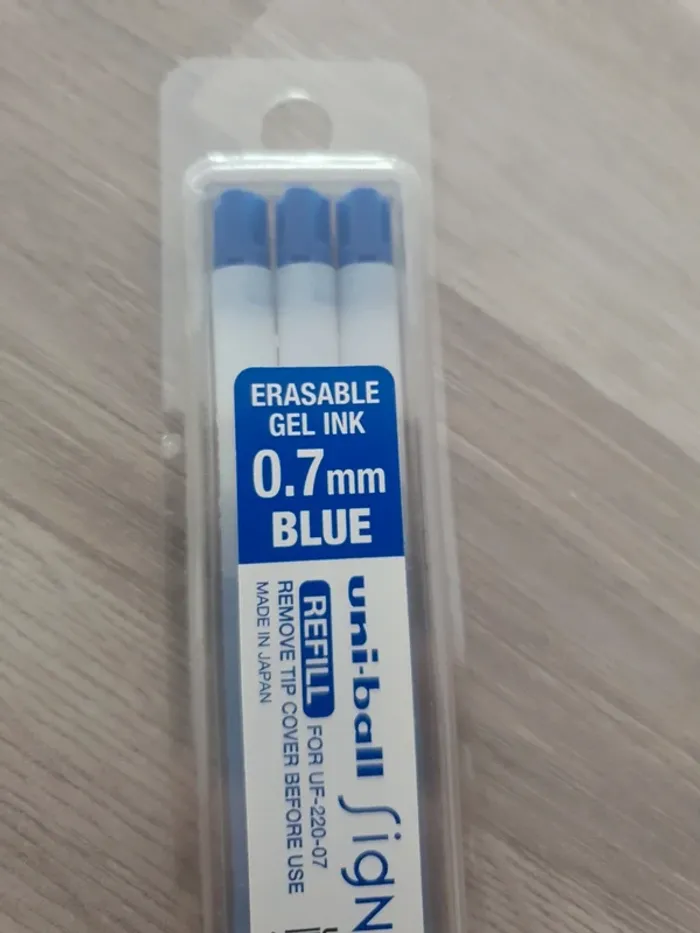 ERASABLE
GEL INK
0.7mm
BLUE
uni-ball SigN
REFILL FOR UF-220-07
REMOVE TIP COVER BEFORE USE
MADE IN JAPAN